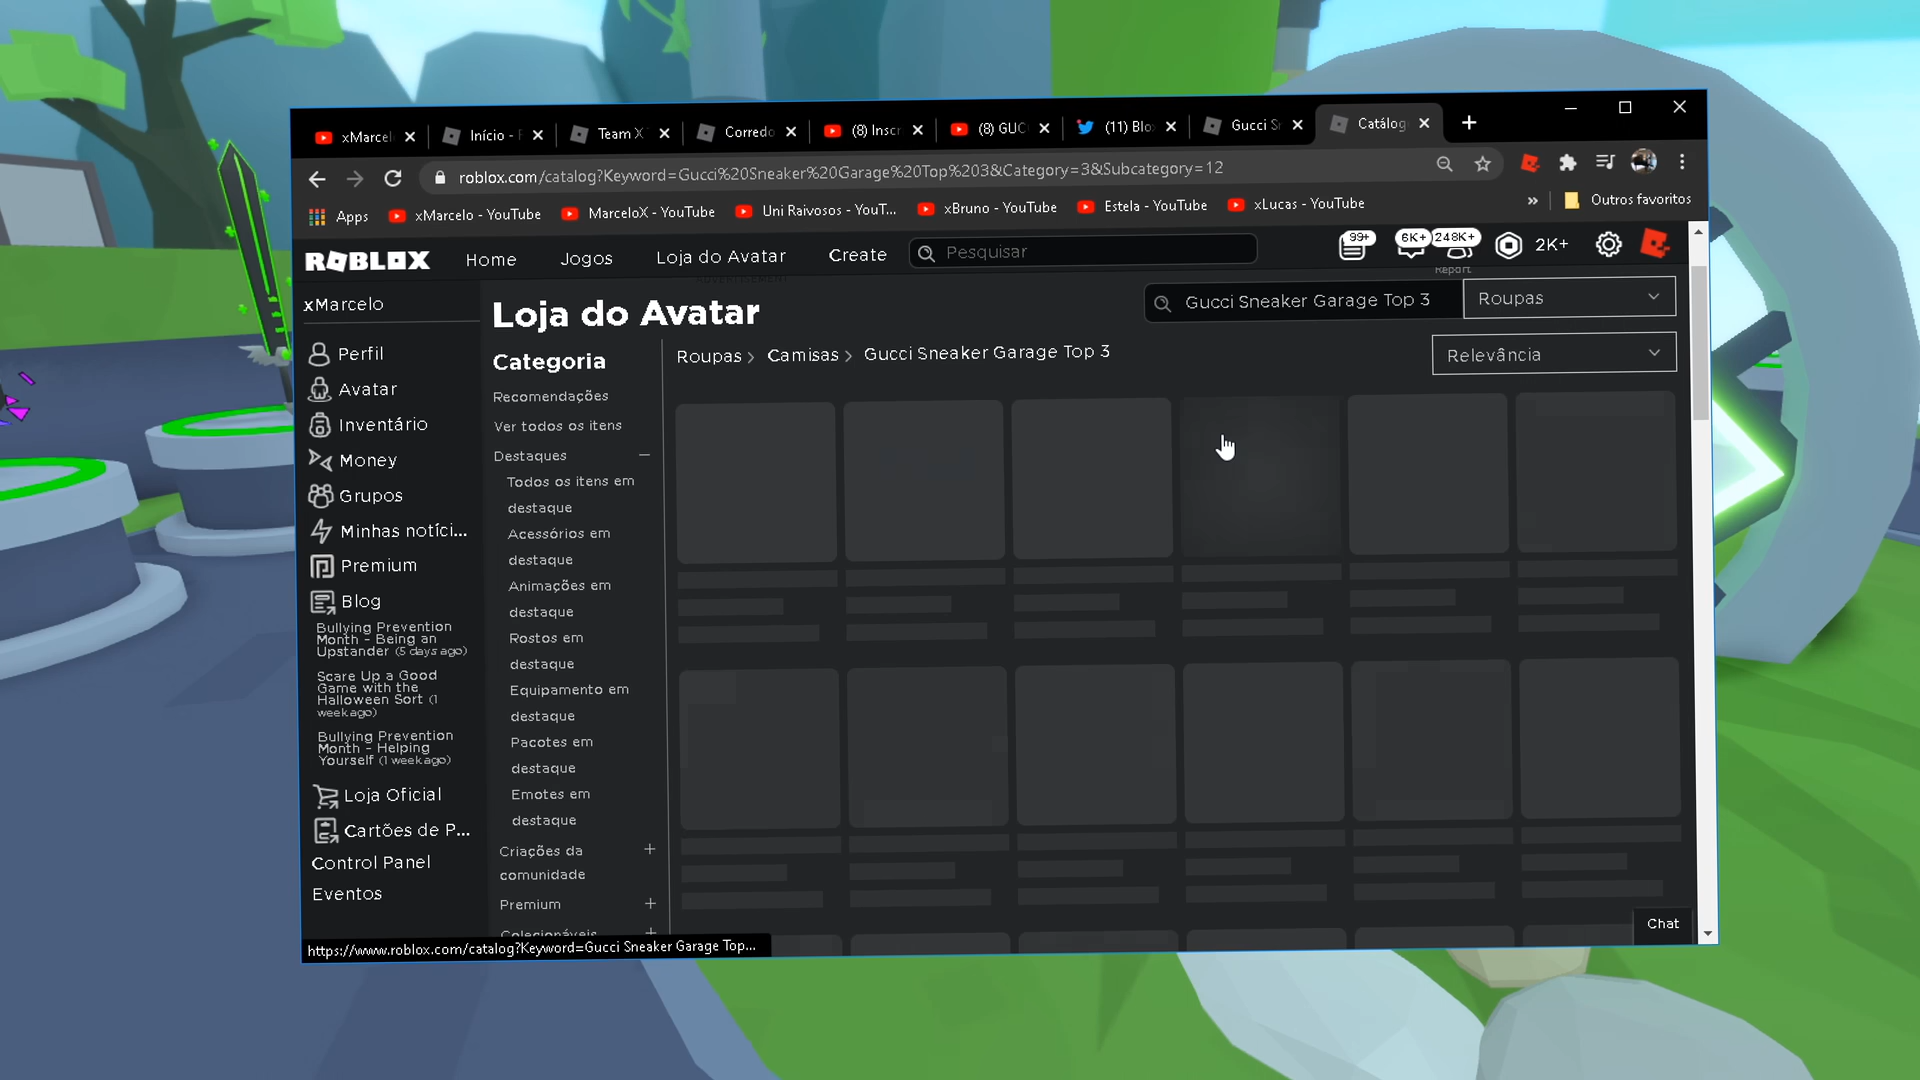 xMarcel
Início -
Team X
Corredo
(8) Inscr
(8) GUC
(11) Blo
Gucci S
Catálog
roblox.com/catalog?Keyword=Gucci%20Sneaker%20Garage%20Top%203&Category=3&Subcategory=12
Apps
xMarcelo - YouTube
MarceloX - YouTube
Uni Raivosos - YouT...
xBruno - YouTube
Estela - YouTube
xLucas - YouTube
»
Outros favoritos
ROBLOX
Home
Jogos
Loja do Avatar
Create
Pesquisar
99+
6K+
248K+
2K+
ADVERTISEMENT
Report
xMarcelo
Loja do Avatar
Gucci Sneaker Garage Top 3
Roupas
Perfil
Avatar
Inventário
Money
Grupos
Minhas notíci...
Premium
Blog
Bullying Prevention
Month - Being an
Upstander (5 days ago)
Scare Up a Good
Game with the
Halloween Sort (1
week ago)
Bullying Prevention
Month - Helping
Yourself (1 week ago)
Loja Oficial
Cartões de P...
Control Panel
Eventos
Categoria
Recomendações
Ver todos os itens
Destaques
Todos os itens em
destaque
Acessórios em
destaque
Animações em
destaque
Rostos em
destaque
Equipamento em
destaque
Pacotes em
destaque
Emotes em
destaque
Criações da
comunidade
Premium
Colecionáveis
Roupas > Camisas > Gucci Sneaker Garage Top 3
Relevância
Chat
https://www.roblox.com/catalog?Keyword=Gucci Sneaker Garage Top...